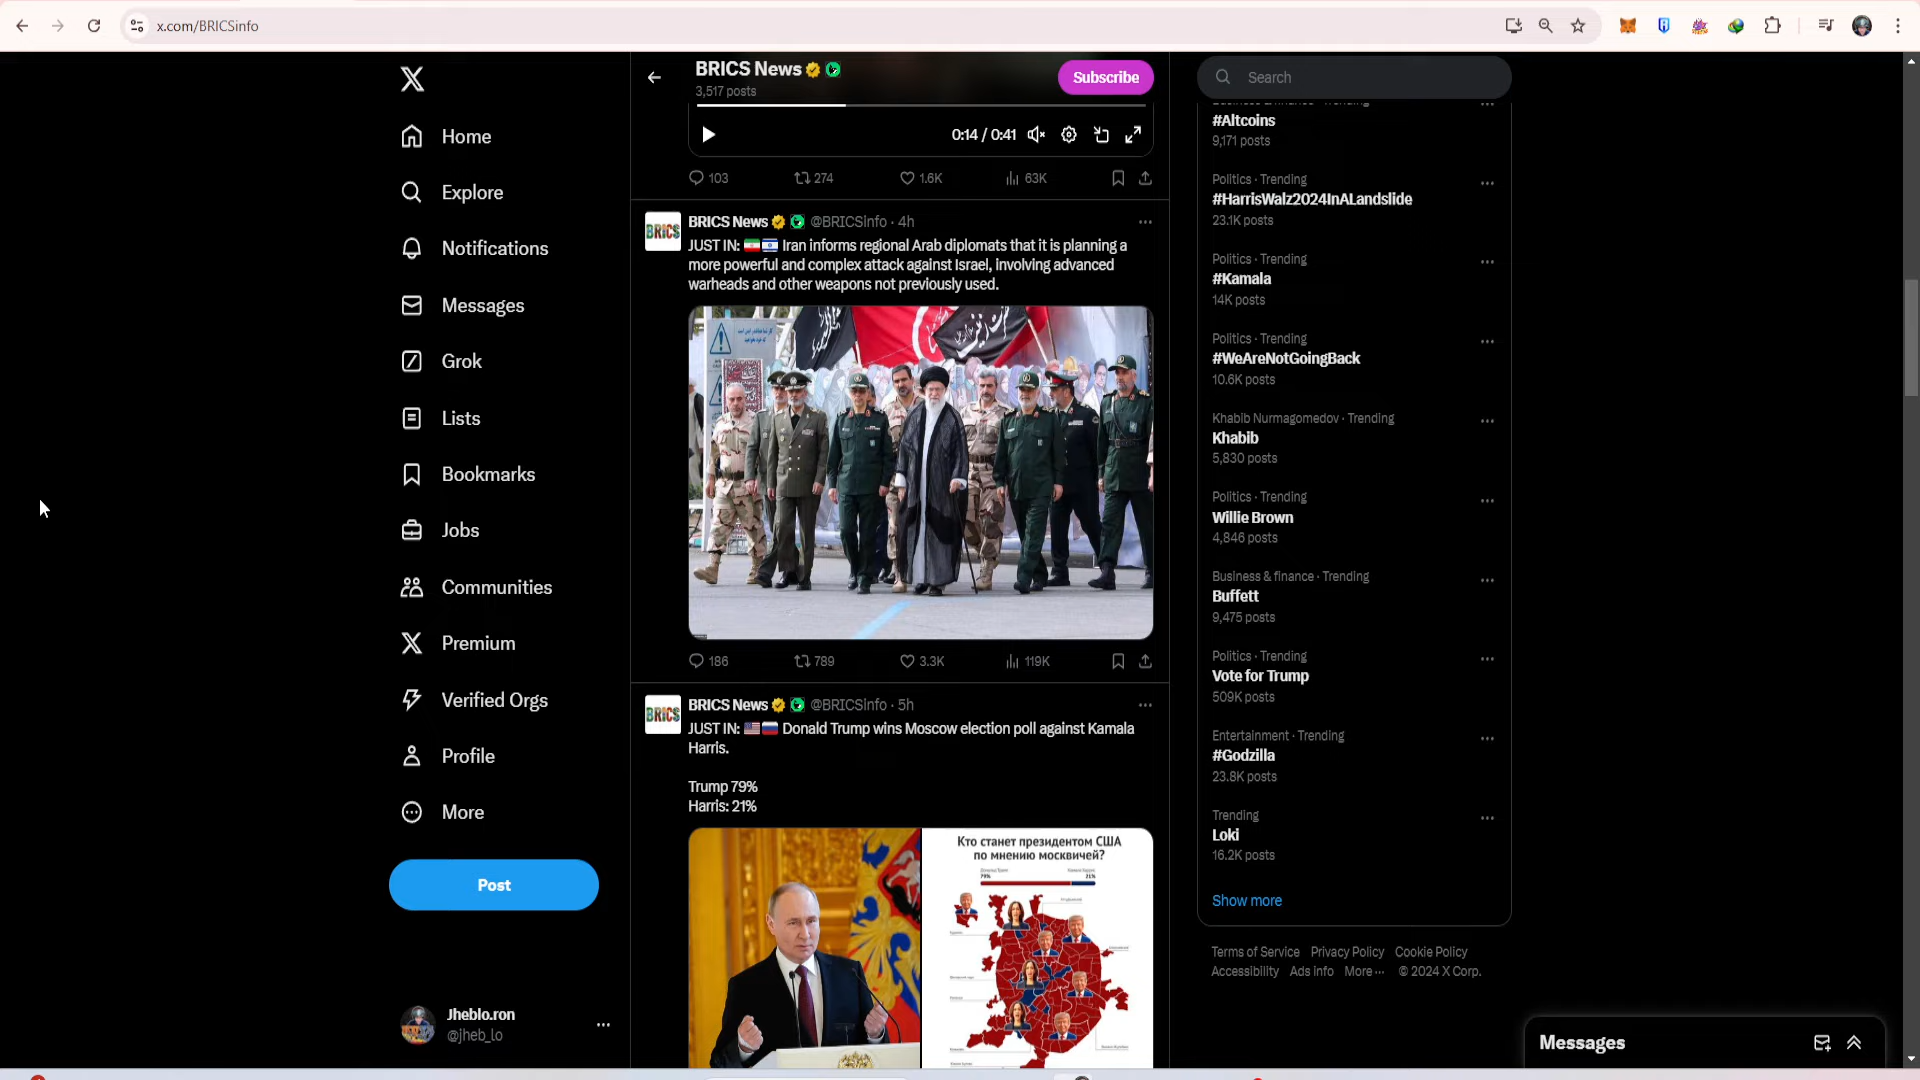 x.com/BRICSinfo
BRICS News
3,517 posts
Subscribe
Search
Home
Explore
Notifications
Messages
Grok
Lists
Bookmarks
Jobs
Communities
Premium
Verified Orgs
Profile
More
Post
Jheblo.ron
@jheb_lo
0:14 / 0:41
103 274 1.6K 63K
BRICS
BRICS News @BRICSinfo · 4h
JUST IN: Iran informs regional Arab diplomats that it is planning a
more powerful and complex attack against Israel, involving advanced
warheads and other weapons not previously used.
186 789 3.3K 119K
BRICS
BRICS News @BRICSinfo · 5h
JUST IN: Donald Trump wins Moscow election poll against Kamala
Harris.
Trump 79%
Harris: 21%
Кто станет президентом США
по мнению москвичей?
79% 21%
Business & finance · Trending
#Altcoins
9,171 posts
Politics · Trending
#HarrisWalz2024InALandslide
23.1K posts
Politics · Trending
#Kamala
14K posts
Politics · Trending
#WeAreNotGoingBack
10.6K posts
Khabib Nurmagomedov · Trending
Khabib
5,830 posts
Politics · Trending
Willie Brown
4,846 posts
Business & finance · Trending
Buffett
9,475 posts
Politics · Trending
Vote for Trump
509K posts
Entertainment · Trending
#Godzilla
23.8K posts
Trending
Loki
16.2K posts
Show more
Terms of Service Privacy Policy Cookie Policy
Accessibility Ads info More ··· © 2024 X Corp.
Messages